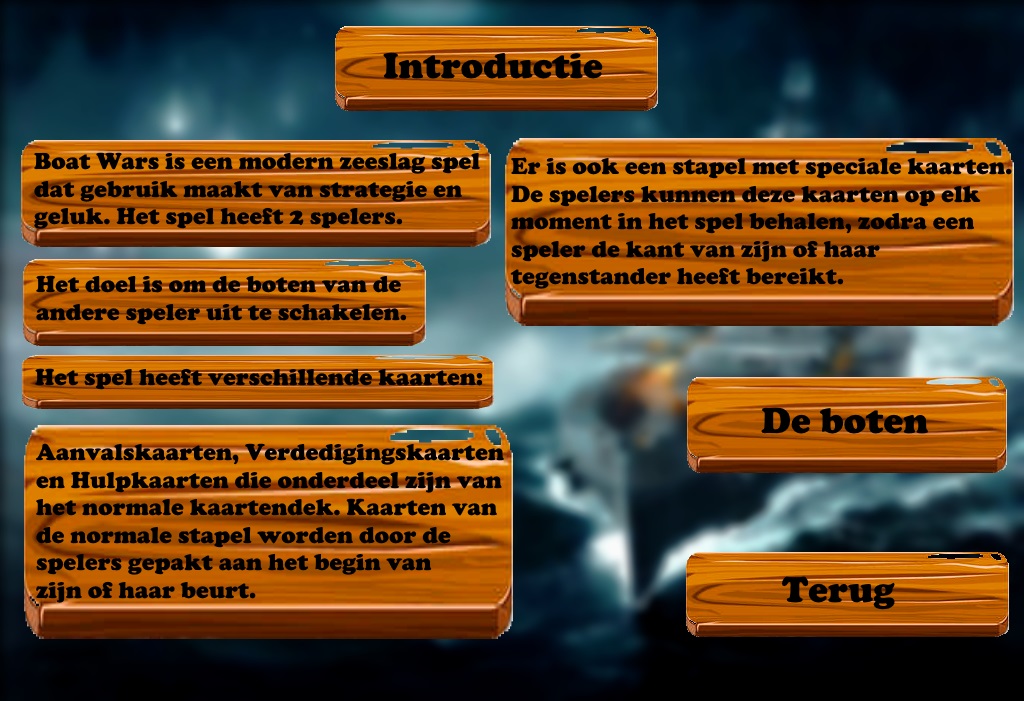 Introductie
Boat Wars is een modern zeeslag spel
dat gebruik maakt van strategie en
geluk. Het spel heeft 2 spelers.
Het doel is om de boten van de
andere speler uit te schakelen.
Het spel heeft verschillende kaarten:
Aanvalskaarten, Verdedigingskaarten
en Hulpkaarten die onderdeel zijn van
het normale kaartendek. Kaarten van
de normale stapel worden door de
spelers gepakt aan het begin van
zijn of haar beurt.
Er is ook een stapel met speciale kaarten.
De spelers kunnen deze kaarten op elk
moment in het spel behalen, zodra een
speler de kant van zijn of haar
tegenstander heeft bereikt.
De boten
Terug